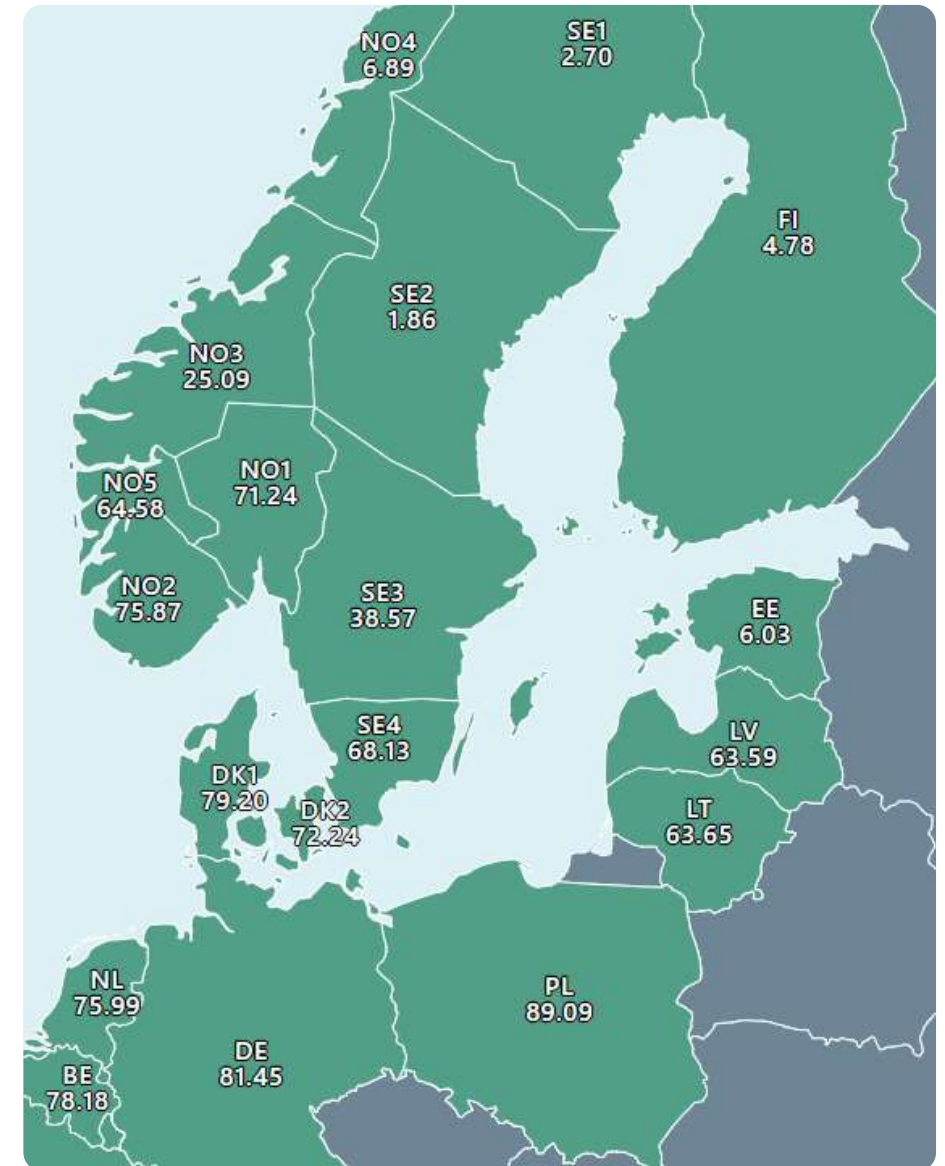 SE1
2.70
NO4
6.89
FI
4.78
SE2
1.86
NO3
25.09
NO1
71.24
NO5
64.58
NO2
75.87
SE3
38.57
EE
6.03
SE4
68.13
LV
63.59
DK1
79.20
DK2
72.24
LT
63.65
NL
75.99
PL
89.09
DE
81.45
BE
78.18